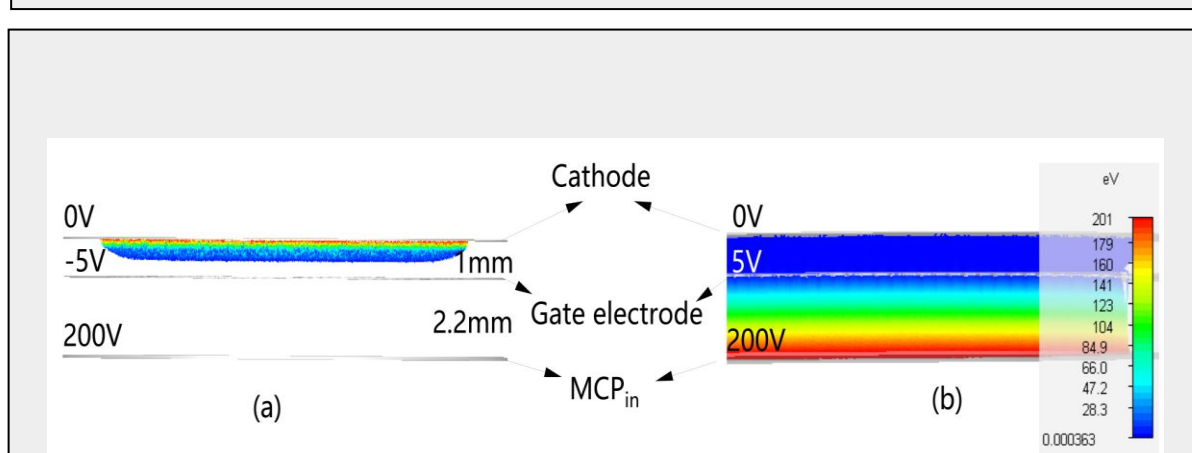 Cathode
0V
-5V
1mm
Gate electrode
2.2mm
200V
MCPin
(a)
0V
5V
200V
(b)
eV
201
179
160
141
123
104
84.9
66.0
47.2
28.3
0.000363